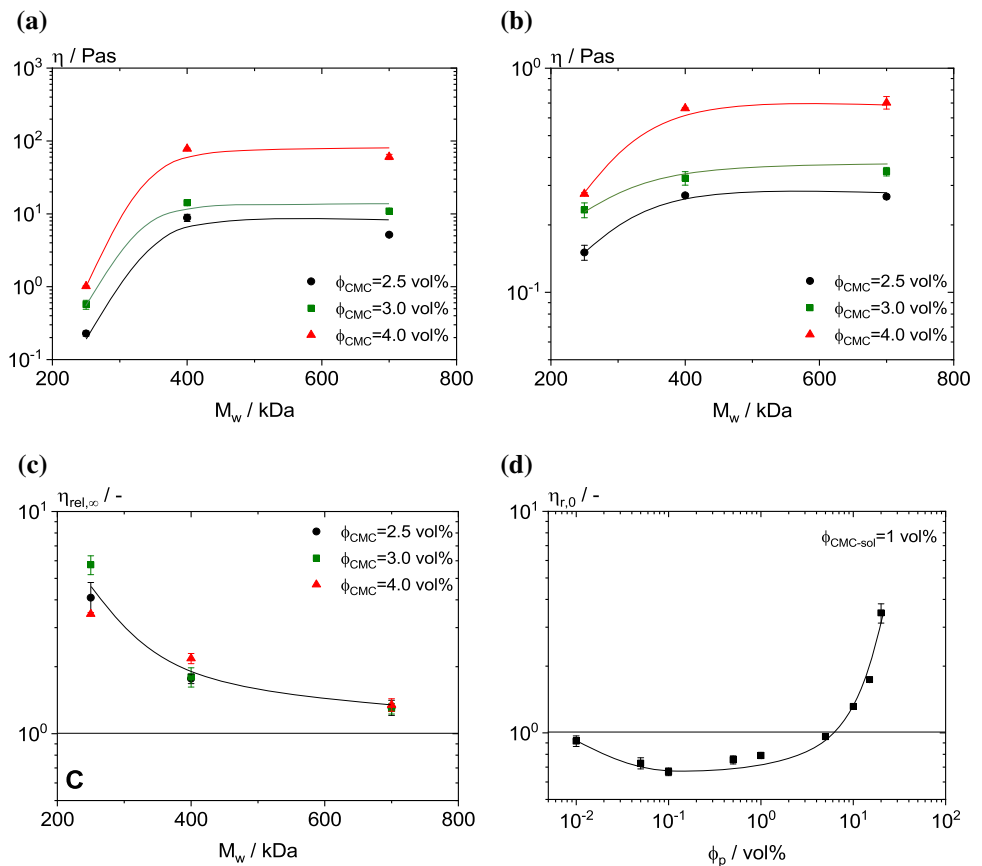 (a)
η / Pas
10³
10²
10¹
10⁰
10⁻¹
200 400 600 800
M_w / kDa
ϕ_CMC=2.5 vol%
ϕ_CMC=3.0 vol%
ϕ_CMC=4.0 vol%
(b)
η / Pas
10⁰
10⁻¹
200 400 600 800
M_w / kDa
ϕ_CMC=2.5 vol%
ϕ_CMC=3.0 vol%
ϕ_CMC=4.0 vol%
(c)
η_rel,∞ / -
10¹
10⁰
200 400 600 800
M_w / kDa
ϕ_CMC=2.5 vol%
ϕ_CMC=3.0 vol%
ϕ_CMC=4.0 vol%
C
(d)
η_r,0 / -
10¹
10⁰
10⁻² 10⁻¹ 10⁰ 10¹ 10²
ϕ_p / vol%
ϕ_CMC-sol=1 vol%